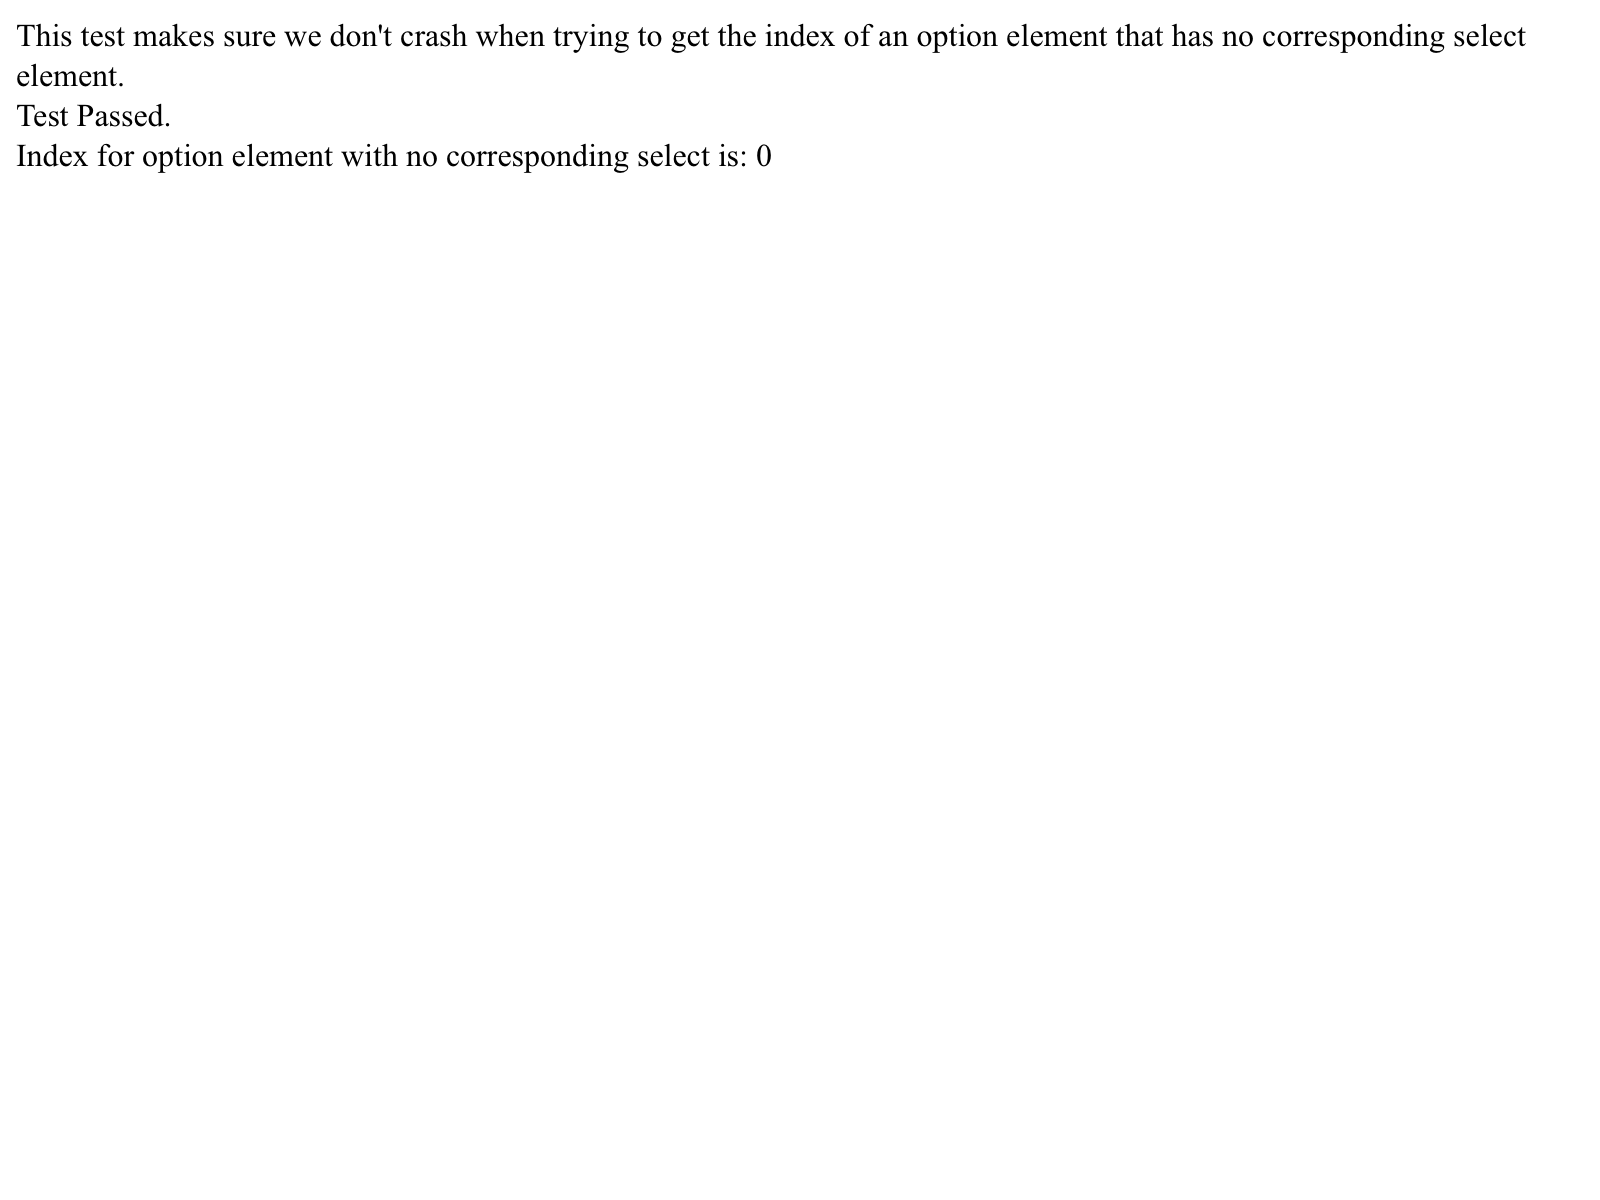 This test makes sure we don't crash when trying to get the index of an option element that has no corresponding select
element.
Test Passed.
Index for option element with no corresponding select is: 0